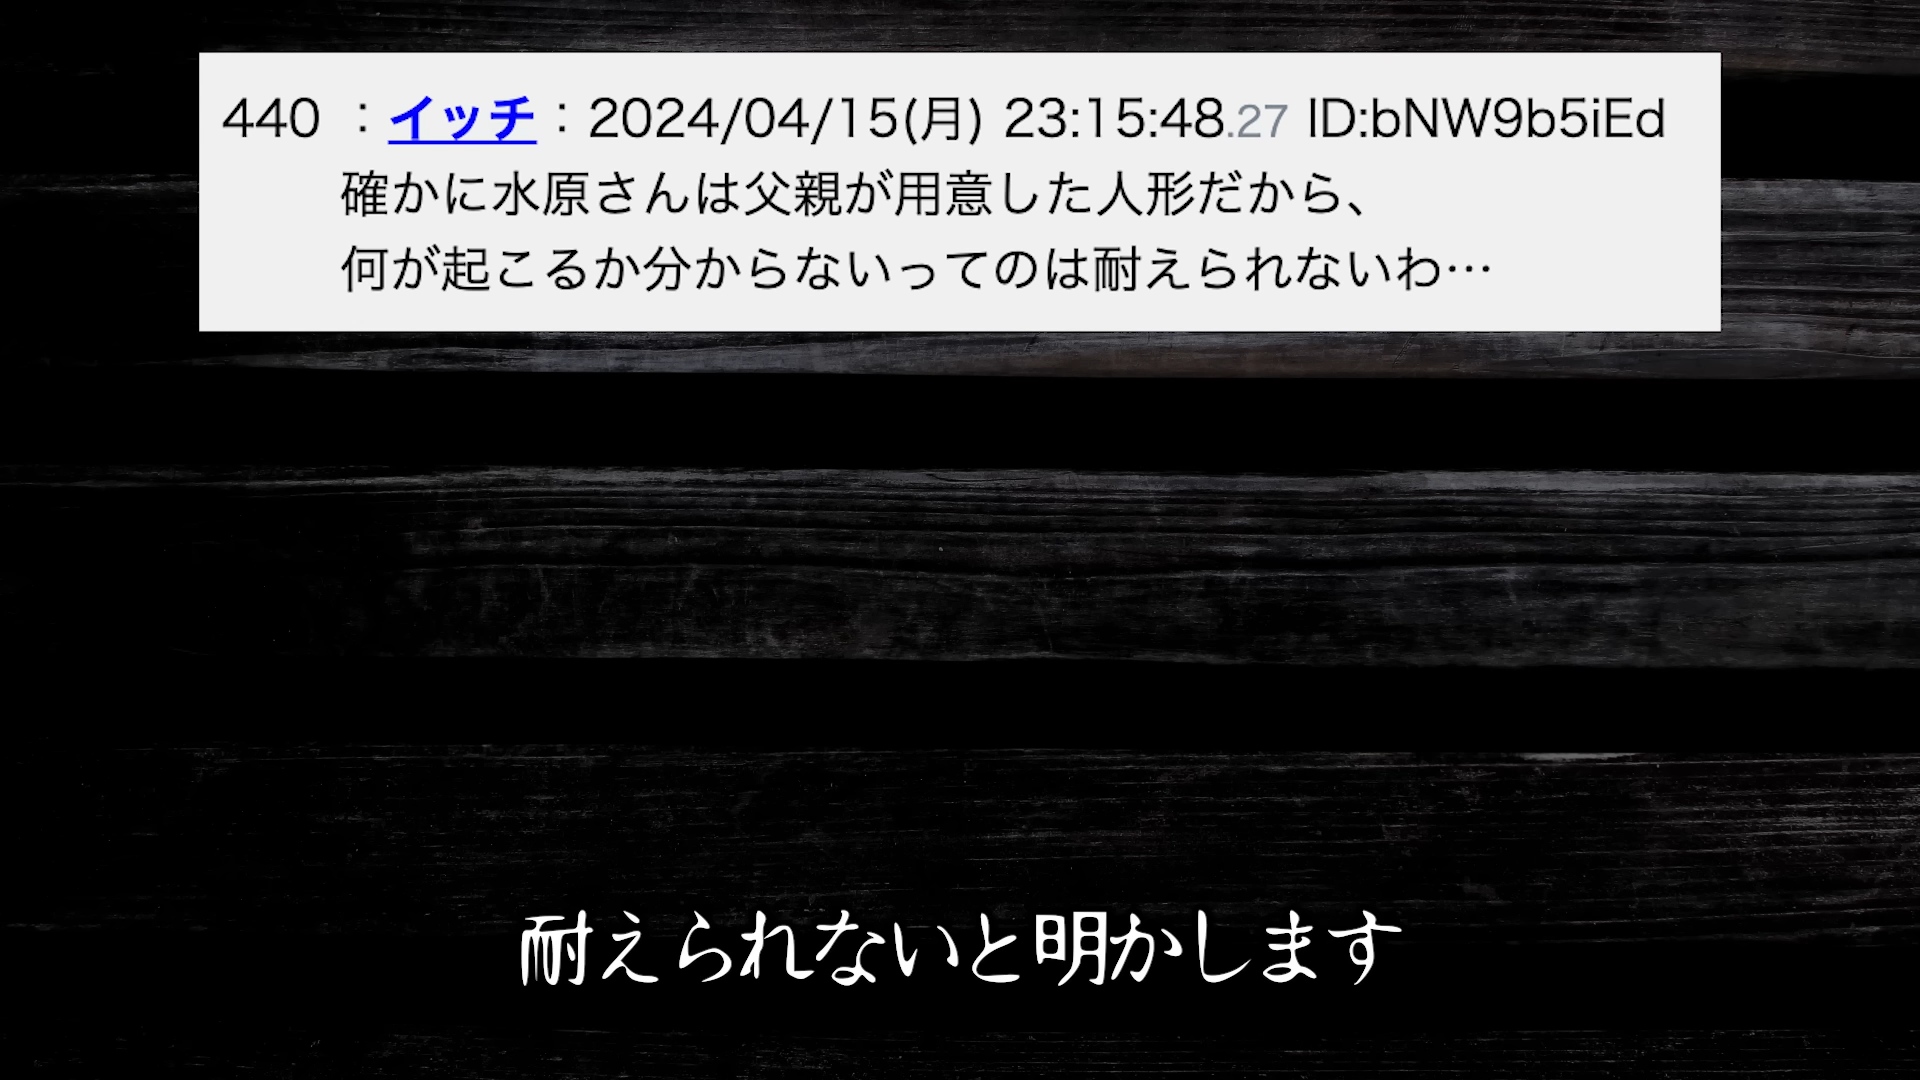 440 ：イッチ：2024/04/15(月) 23:15:48.27 ID:bNW9b5iEd
確かに水原さんは父親が用意した人形だから、
何が起こるか分からないってのは耐えられないわ…
耐えられないと明かします